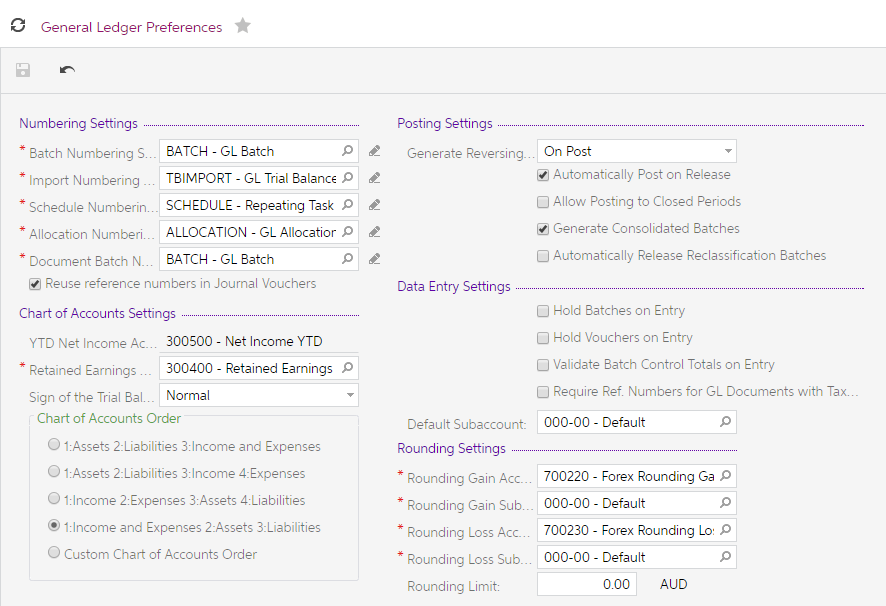 General Ledger Preferences
Numbering Settings
* Batch Numbering S... BATCH - GL Batch
* Import Numbering ... TBIMPORT - GL Trial Balance
* Schedule Numberin... SCHEDULE - Repeating Task
* Allocation Numberi... ALLOCATION - GL Allocation
* Document Batch N... BATCH - GL Batch
Reuse reference numbers in Journal Vouchers
Chart of Accounts Settings
YTD Net Income Ac... 300500 - Net Income YTD
* Retained Earnings ... 300400 - Retained Earnings
Sign of the Trial Bal... Normal
Chart of Accounts Order
1:Assets 2:Liabilities 3:Income and Expenses
1:Assets 2:Liabilities 3:Income 4:Expenses
1:Income 2:Expenses 3:Assets 4:Liabilities
1:Income and Expenses 2:Assets 3:Liabilities
Custom Chart of Accounts Order
Posting Settings
Generate Reversing... On Post
Automatically Post on Release
Allow Posting to Closed Periods
Generate Consolidated Batches
Automatically Release Reclassification Batches
Data Entry Settings
Hold Batches on Entry
Hold Vouchers on Entry
Validate Batch Control Totals on Entry
Require Ref. Numbers for GL Documents with Tax...
Default Subaccount: 000-00 - Default
Rounding Settings
* Rounding Gain Acc... 700220 - Forex Rounding Ga
* Rounding Gain Sub... 000-00 - Default
* Rounding Loss Acc... 700230 - Forex Rounding Los
* Rounding Loss Sub... 000-00 - Default
Rounding Limit: 0.00 AUD